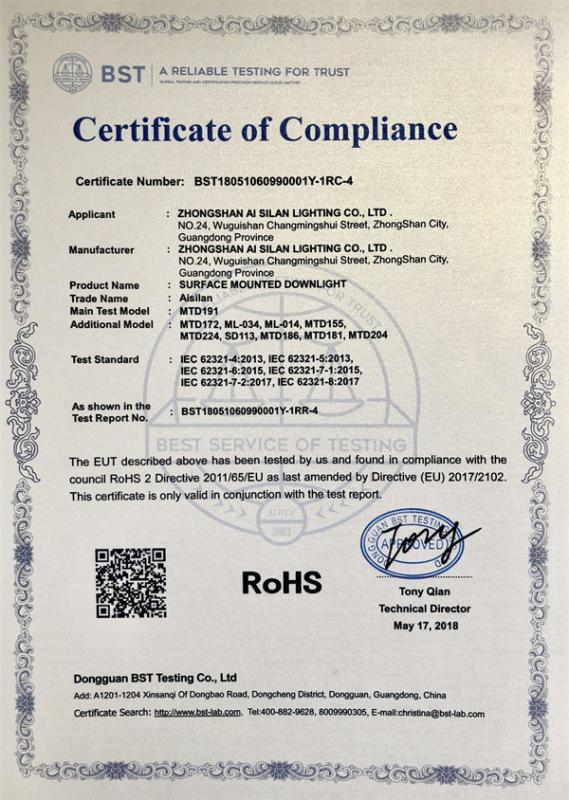 BST A RELIABLE TESTING FOR TRUST
Certificate of Compliance
Certificate Number: BST18051060990001Y-1RC-4
Applicant : ZHONGSHAN AI SILAN LIGHTING CO., LTD .
NO.24, Wuguishan Changmingshui Street, ZhongShan City,
Guangdong Province
Manufacturer : ZHONGSHAN AI SILAN LIGHTING CO., LTD .
NO.24, Wuguishan Changmingshui Street, ZhongShan City,
Guangdong Province
Product Name : SURFACE MOUNTED DOWNLIGHT
Trade Name : Aisilan
Main Test Model : MTD191
Additional Model : MTD172, ML-034, ML-014, MTD155,
MTD224, SD113, MTD186, MTD181, MTD204
Test Standard : IEC 62321-4:2013, IEC 62321-5:2013,
IEC 62321-6:2015, IEC 62321-7-1:2015,
IEC 62321-7-2:2017, IEC 62321-8:2017
As shown in the
Test Report No. : BST18051060990001Y-1RR-4
BEST SERVICE OF TESTING
The EUT described above has been tested by us and found in compliance with the
council RoHS 2 Directive 2011/65/EU as last amended by Directive (EU) 2017/2102.
This certificate is only valid in conjunction with the test report.
SINCE
2003
APPROVED
Tony
RoHS
Tony Qian
Technical Director
May 17, 2018
Dongguan BST Testing Co., Ltd
Add: A1201-1204 Xinsanqi Of Dongbao Road, Dongcheng District, Dongguan, Guangdong, China
Certificate Search: http://www.bst-lab.com, Tel:400-882-9628, 8009990305, E-mail:christina@bst-lab.com